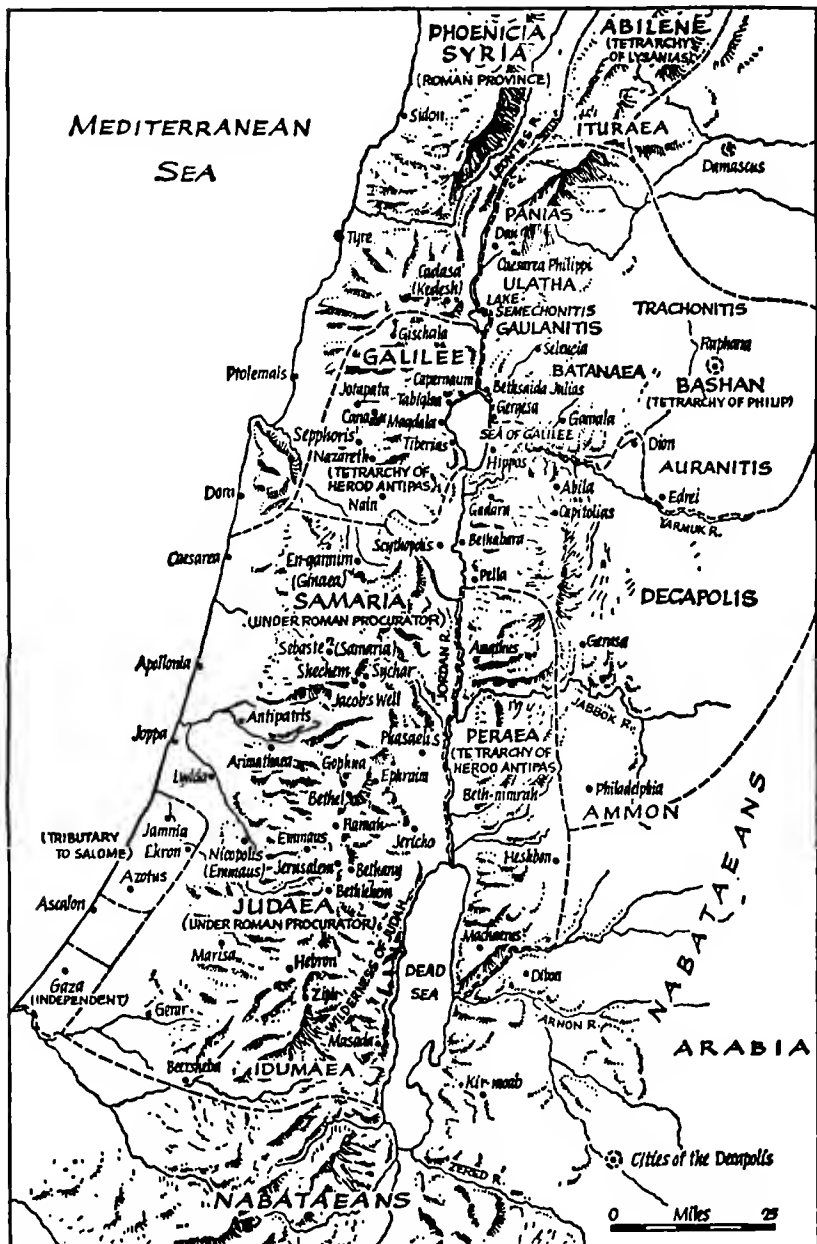 PHOENICIA
SYRIA
(ROMAN PROVINCE)
ABILENE
(TETRARCHY
OF LYSANIAS)
MEDITERRANEAN
SEA
Sidon
LEONTES R.
ITURAEA
Damascus
PANIAS
Tyre
Dan
Caesarea Philippi
Cadasa
(Kedesh)
ULATHA
LAKE
SEMECHONITIS
TRACHONITIS
Gischala
GAULANITIS
Seleucia
Raphana
GALILEE
BATANAEA
Ptolemais
Capernaum
Bethsaida Julias
BASHAN
(TETRARCHY OF PHILIP)
Jotapata
Tabigha
Gergesa
Cana
Magdala
Gamala
Sepphoris
SEA OF GALILEE
Tiberias
Dion
Nazareth
Hippos
AURANITIS
(TETRARCHY OF
HEROD ANTIPAS)
Dora
Nain
Abila
Gadara
Edrei
Capitolias
YARMUK R.
Caesarea
Scythopolis
Bethabara
En-gannim
(Ginaea)
Pella
SAMARIA
(UNDER ROMAN PROCURATOR)
DECAPOLIS
Sebaste (Samaria)
JORDAN R.
Amathus
Gerasa
Apollonia
Shechem
Sychar
Jacob's Well
JABBOK R.
Antipatris
Joppa
Phasaelis
PERAEA
(TETRARCHY OF
HEROD ANTIPAS
Arimathaea
Gophna
Lydda
Ephraim
Bethel
Beth-nimrah
Philadelphia
AMMON
Jamnia
Ramah
(TRIBUTARY
TO SALOME)
Ekron
Emmaus
Jericho
Nicopolis
(Emmaus)
Jerusalem
Bethany
Heshbon
Azotus
Bethlehem
Ascalon
JUDAEA
(UNDER ROMAN PROCURATOR)
WILDERNESS OF JUDAH
Machaerus
NABATAEANS
Marisa
Hebron
DEAD
SEA
Dibon
Gaza
(INDEPENDENT)
Ziph
Gerar
ARNON R.
Masada
ARABIA
Beersheba
IDUMAEA
Kir-moab
Cities of the Decapolis
ZERED R.
NABATAEANS
0 Miles 25